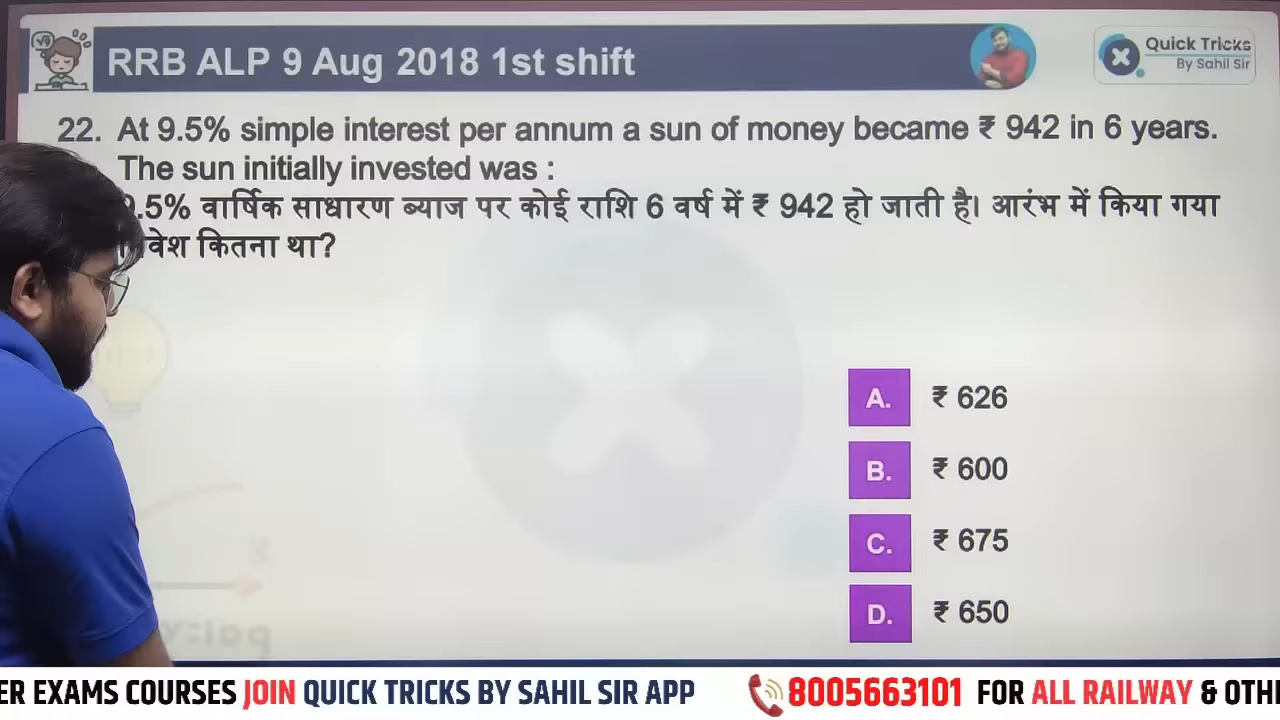 RRB ALP 9 Aug 2018 1st shift
Quick Tricks
By Sahil Sir
22. At 9.5% simple interest per annum a sun of money became ₹ 942 in 6 years.
The sun initially invested was :
.5% वार्षिक साधारण ब्याज पर कोई राशि 6 वर्ष में ₹ 942 हो जाती है। आरंभ में किया गया
कितना था?
A. ₹ 626
B. ₹ 600
C. ₹ 675
D. ₹ 650
ER EXAMS COURSES JOIN QUICK TRICKS BY SAHIL SIR APP 8005663101 FOR ALL RAILWAY & OTH